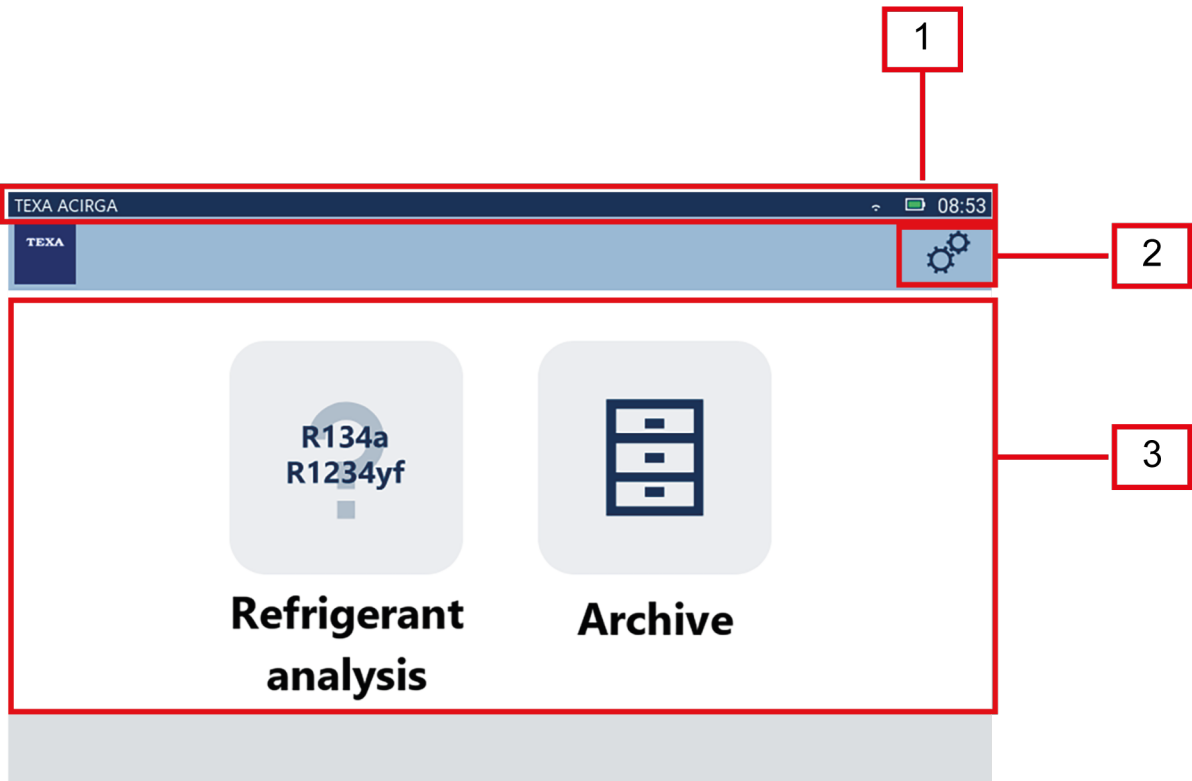 1
TEXA ACIRGA 08:53
TEXA
2
R134a
R1234yf
3
Refrigerant
analysis
Archive